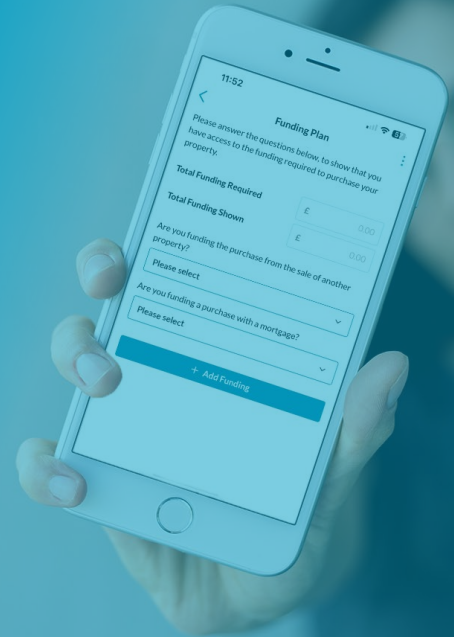 11:52
Funding Plan
Please answer the questions below, to show that you
have access to the funding required to purchase your
property.
Total Funding Required
£ 0.00
Total Funding Shown
£ 0.00
Are you funding the purchase from the sale of another
property?
Please select
Are you funding a purchase with a mortgage?
Please select
+ Add Funding